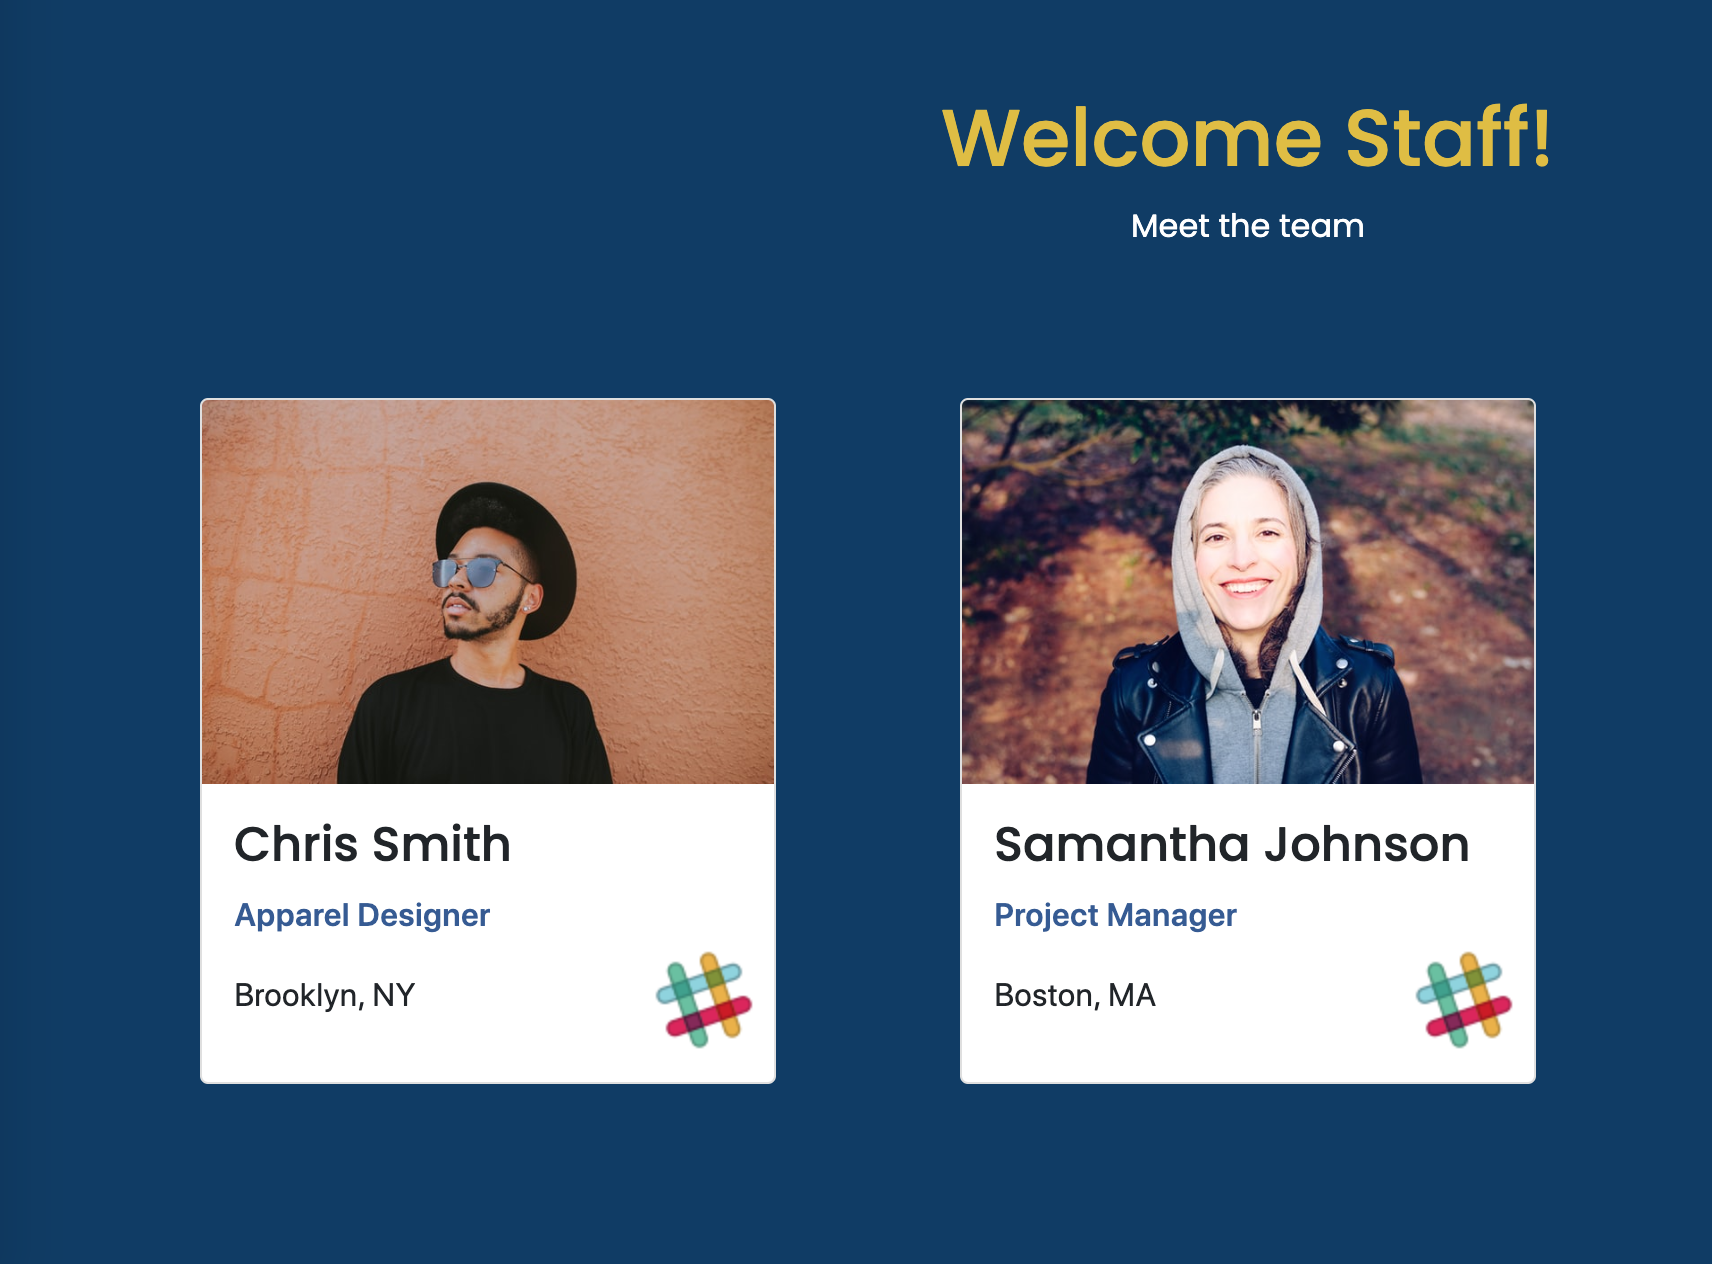 Welcome Staff!
Meet the team
Chris Smith
Apparel Designer
Brooklyn, NY
Samantha Johnson
Project Manager
Boston, MA